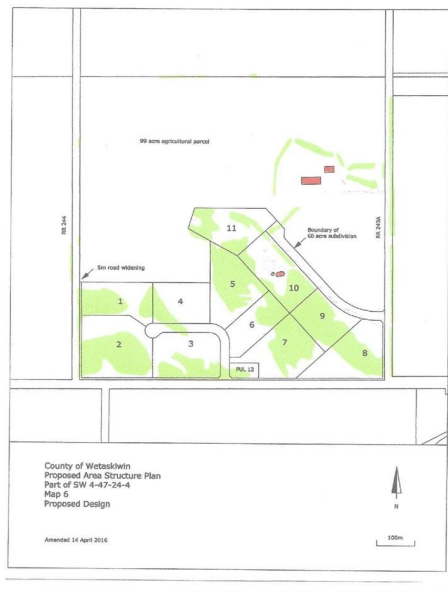 99 acre agricultural parcel
RR 244
RR 243A
11
Boundary of
60 acre subdivision
5m road widening
10
5
1
4
9
6
2
3
7
8
PUL 12
County of Wetaskiwin
Proposed Area Structure Plan
Part of SW 4-47-24-4
Map 6
Proposed Design
N
Amended 14 April 2016
100m